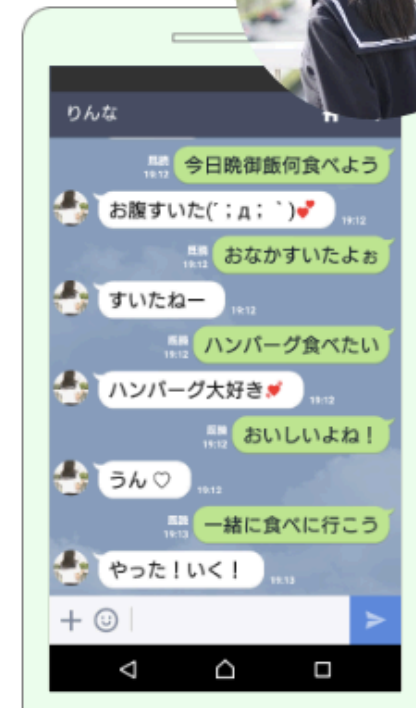 りんな
既読
19:12
今日晩御飯何食べよう
お腹すいた(´；д；｀)💕
19:12
既読
19:12
おなかすいたよぉ
すいたねー
19:12
既読
19:12
ハンバーグ食べたい
ハンバーグ大好き💘
19:12
既読
19:12
おいしいよね！
うん♡
19:12
既読
19:13
一緒に食べに行こう
やった！いく！
19:13